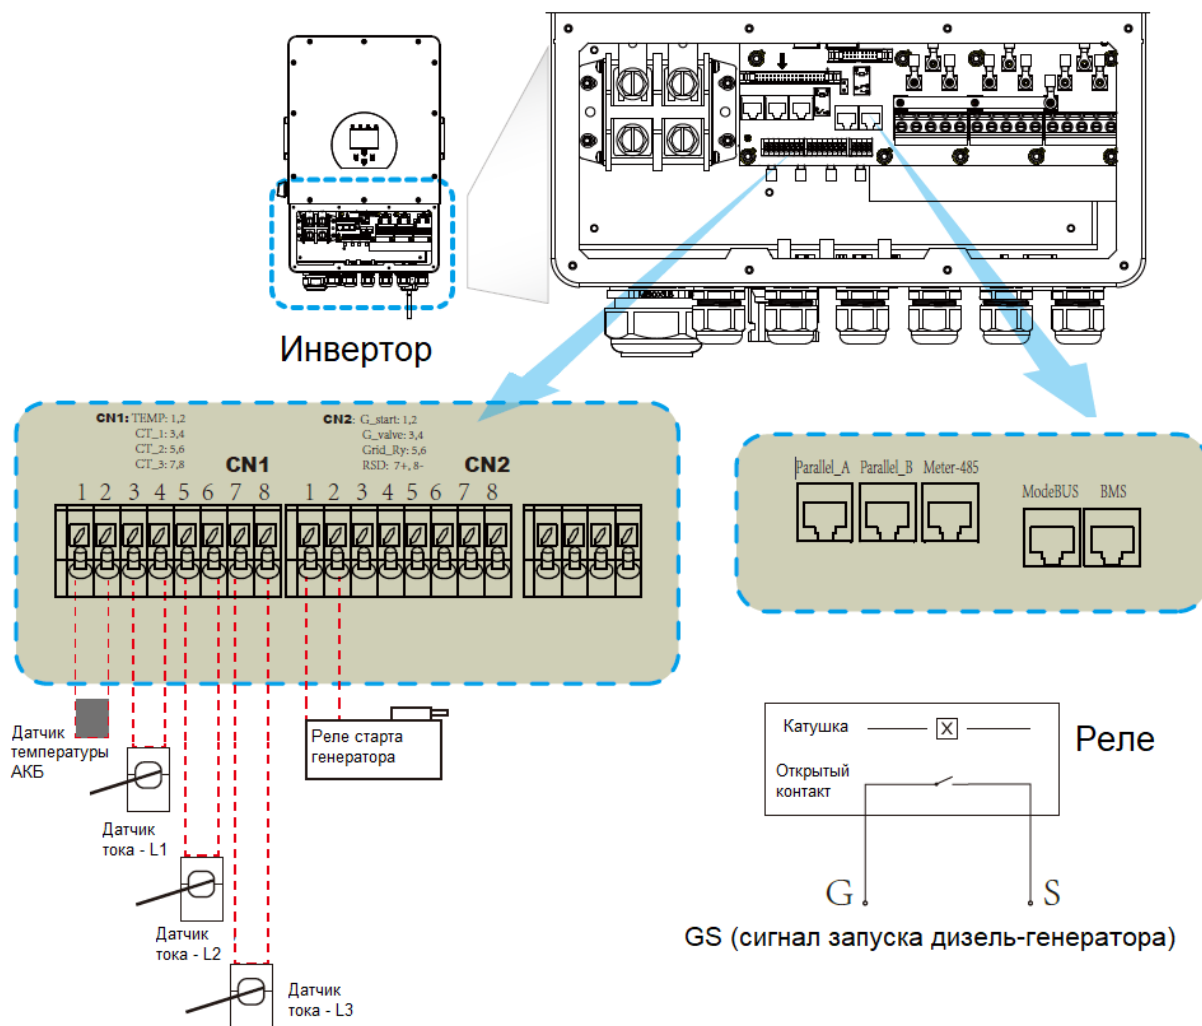 Инвертор
CN1: TEMP: 1,2
CT_1: 3,4
CT_2: 5,6
CT_3: 7,8
CN1
CN2: G_start: 1,2
G_valve: 3,4
Grid_Ry: 5,6
RSD: 7+, 8-
CN2
1 2 3 4 5 6 7 8
1 2 3 4 5 6 7 8
Parallel_A Parallel_B Meter-485
ModeBUS BMS
Датчик
температуры
АКБ
Реле старта
генератора
Датчик
тока - L1
Датчик
тока - L2
Датчик
тока - L3
Катушка
X
Реле
Открытый
контакт
G S
GS (сигнал запуска дизель-генератора)